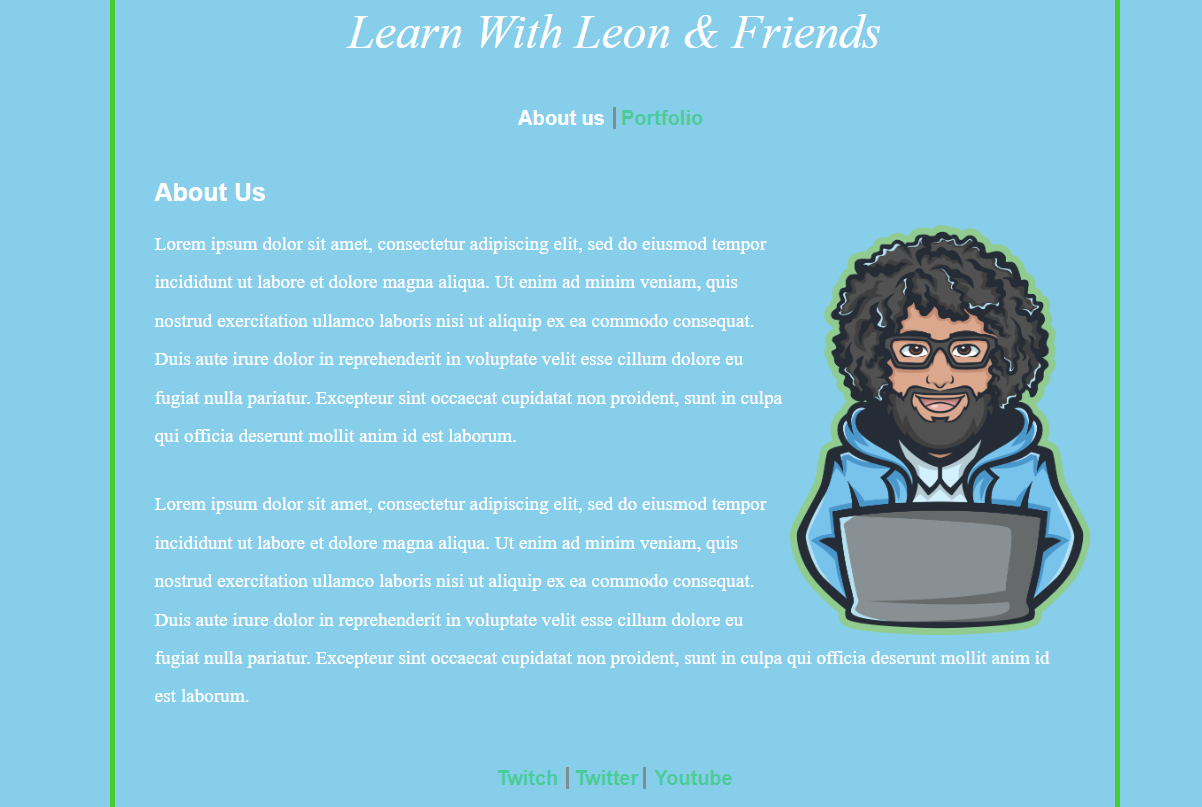 Learn With Leon & Friends
About us | Portfolio
About Us
Lorem ipsum dolor sit amet, consectetur adipiscing elit, sed do eiusmod tempor
incididunt ut labore et dolore magna aliqua. Ut enim ad minim veniam, quis
nostrud exercitation ullamco laboris nisi ut aliquip ex ea commodo consequat.
Duis aute irure dolor in reprehenderit in voluptate velit esse cillum dolore eu
fugiat nulla pariatur. Excepteur sint occaecat cupidatat non proident, sunt in culpa
qui officia deserunt mollit anim id est laborum.
Lorem ipsum dolor sit amet, consectetur adipiscing elit, sed do eiusmod tempor
incididunt ut labore et dolore magna aliqua. Ut enim ad minim veniam, quis
nostrud exercitation ullamco laboris nisi ut aliquip ex ea commodo consequat.
Duis aute irure dolor in reprehenderit in voluptate velit esse cillum dolore eu
fugiat nulla pariatur. Excepteur sint occaecat cupidatat non proident, sunt in culpa qui officia deserunt mollit anim id
est laborum.
Twitch | Twitter | Youtube